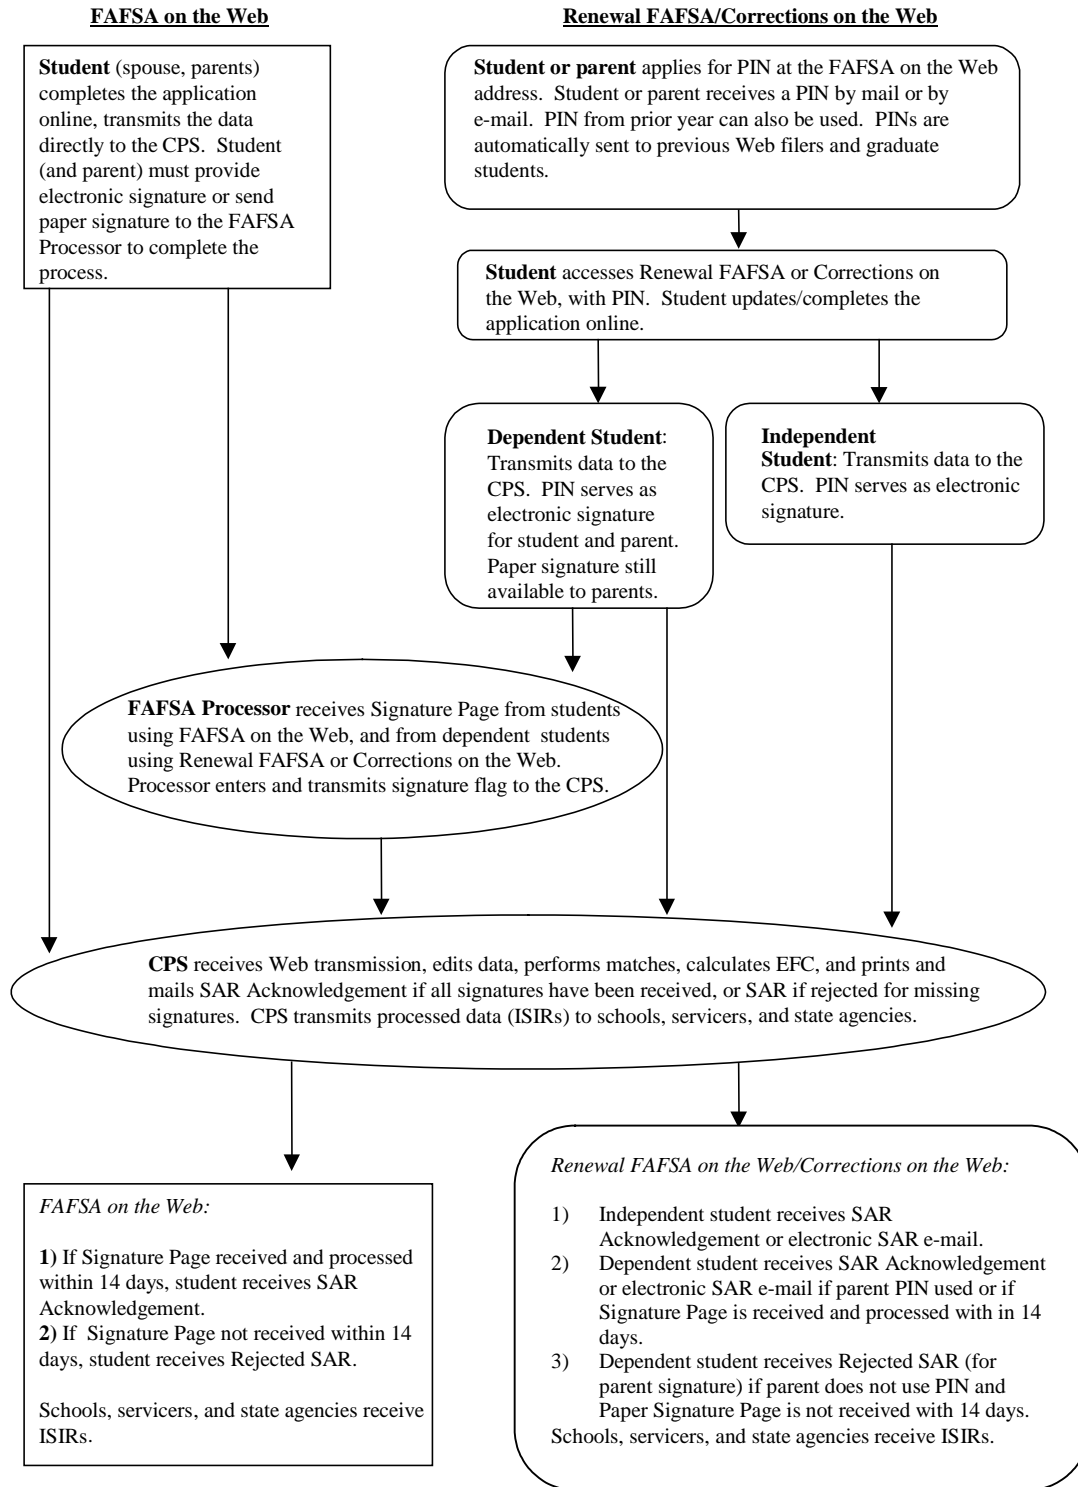 FAFSA on the Web
Renewal FAFSA/Corrections on the Web
Student (spouse, parents)
completes the application
online, transmits the data
directly to the CPS. Student
(and parent) must provide
electronic signature or send
paper signature to the FAFSA
Processor to complete the
process.
Student or parent applies for PIN at the FAFSA on the Web
address. Student or parent receives a PIN by mail or by
e-mail. PIN from prior year can also be used. PINs are
automatically sent to previous Web filers and graduate
students.
Student accesses Renewal FAFSA or Corrections on
the Web, with PIN. Student updates/completes the
application online.
Dependent Student:
Transmits data to the
CPS. PIN serves as
electronic signature
for student and parent.
Paper signature still
available to parents.
Independent
Student: Transmits data to the
CPS. PIN serves as electronic
signature.
FAFSA Processor receives Signature Page from students
using FAFSA on the Web, and from dependent students
using Renewal FAFSA or Corrections on the Web.
Processor enters and transmits signature flag to the CPS.
CPS receives Web transmission, edits data, performs matches, calculates EFC, and prints and
mails SAR Acknowledgement if all signatures have been received, or SAR if rejected for missing
signatures. CPS transmits processed data (ISIRs) to schools, servicers, and state agencies.
FAFSA on the Web:
1) If Signature Page received and processed
within 14 days, student receives SAR
Acknowledgement.
2) If Signature Page not received within 14
days, student receives Rejected SAR.
Schools, servicers, and state agencies receive
ISIRs.
Renewal FAFSA on the Web/Corrections on the Web:
1) Independent student receives SAR
Acknowledgement or electronic SAR e-mail.
2) Dependent student receives SAR Acknowledgement
or electronic SAR e-mail if parent PIN used or if
Signature Page is received and processed with in 14
days.
3) Dependent student receives Rejected SAR (for
parent signature) if parent does not use PIN and
Paper Signature Page is not received with 14 days.
Schools, servicers, and state agencies receive ISIRs.